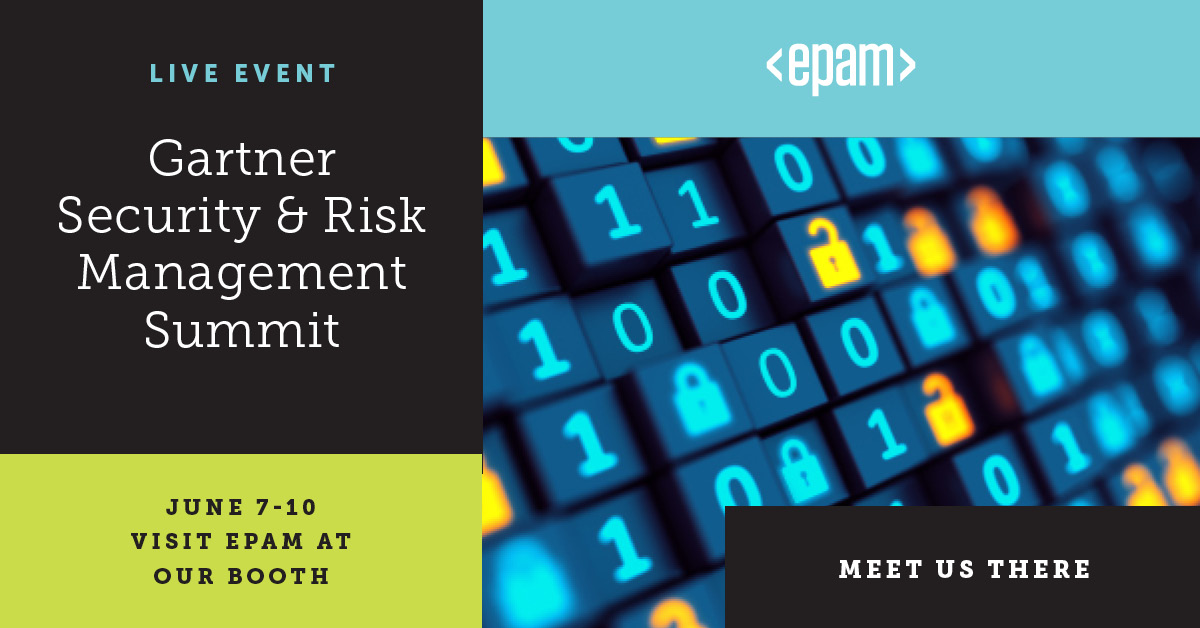 LIVE EVENT
Gartner
Security & Risk
Management
Summit
JUNE 7-10
VISIT EPAM AT
OUR BOOTH
<epam>
MEET US THERE